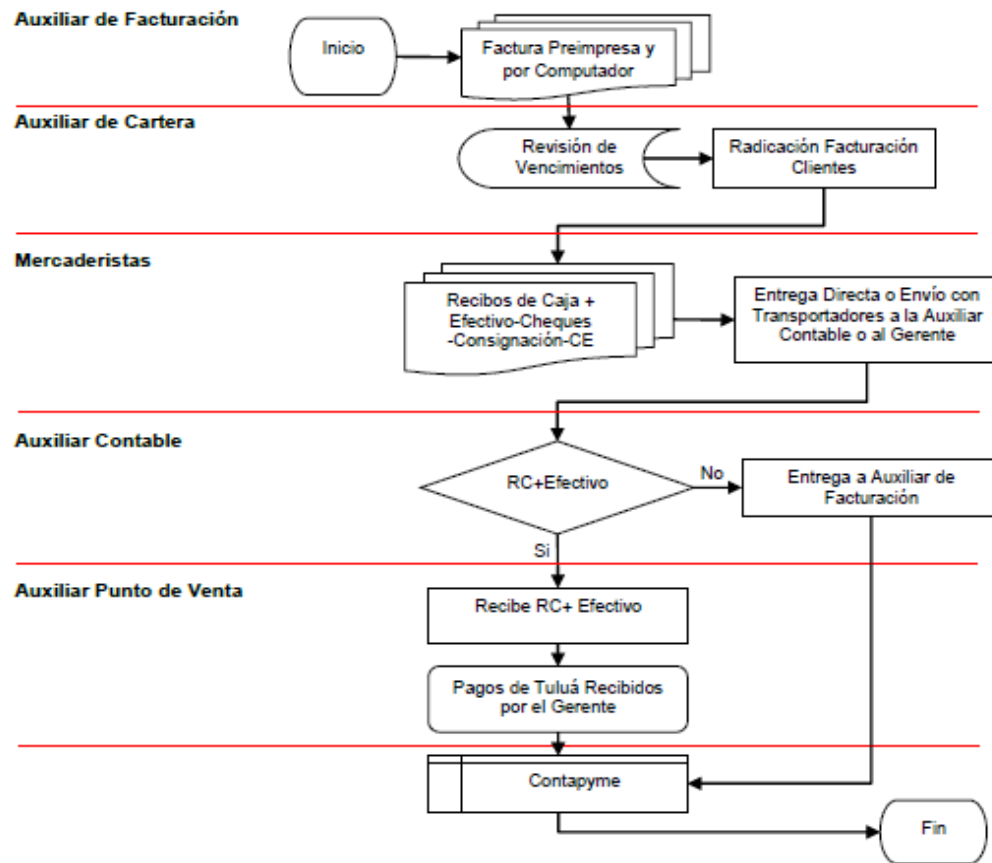 Auxiliar de Facturación
Inicio
Factura Preimpresa y
por Computador
Auxiliar de Cartera
Revisión de
Vencimientos
Radicación Facturación
Clientes
Mercaderistas
Recibos de Caja +
Efectivo-Cheques
-Consignación-CE
Entrega Directa o Envío con
Transportadores a la Auxiliar
Contable o al Gerente
Auxiliar Contable
RC+Efectivo
No
Entrega a Auxiliar de
Facturación
Si
Auxiliar Punto de Venta
Recibe RC+ Efectivo
Pagos de Tuluá Recibidos
por el Gerente
Contapyme
Fin